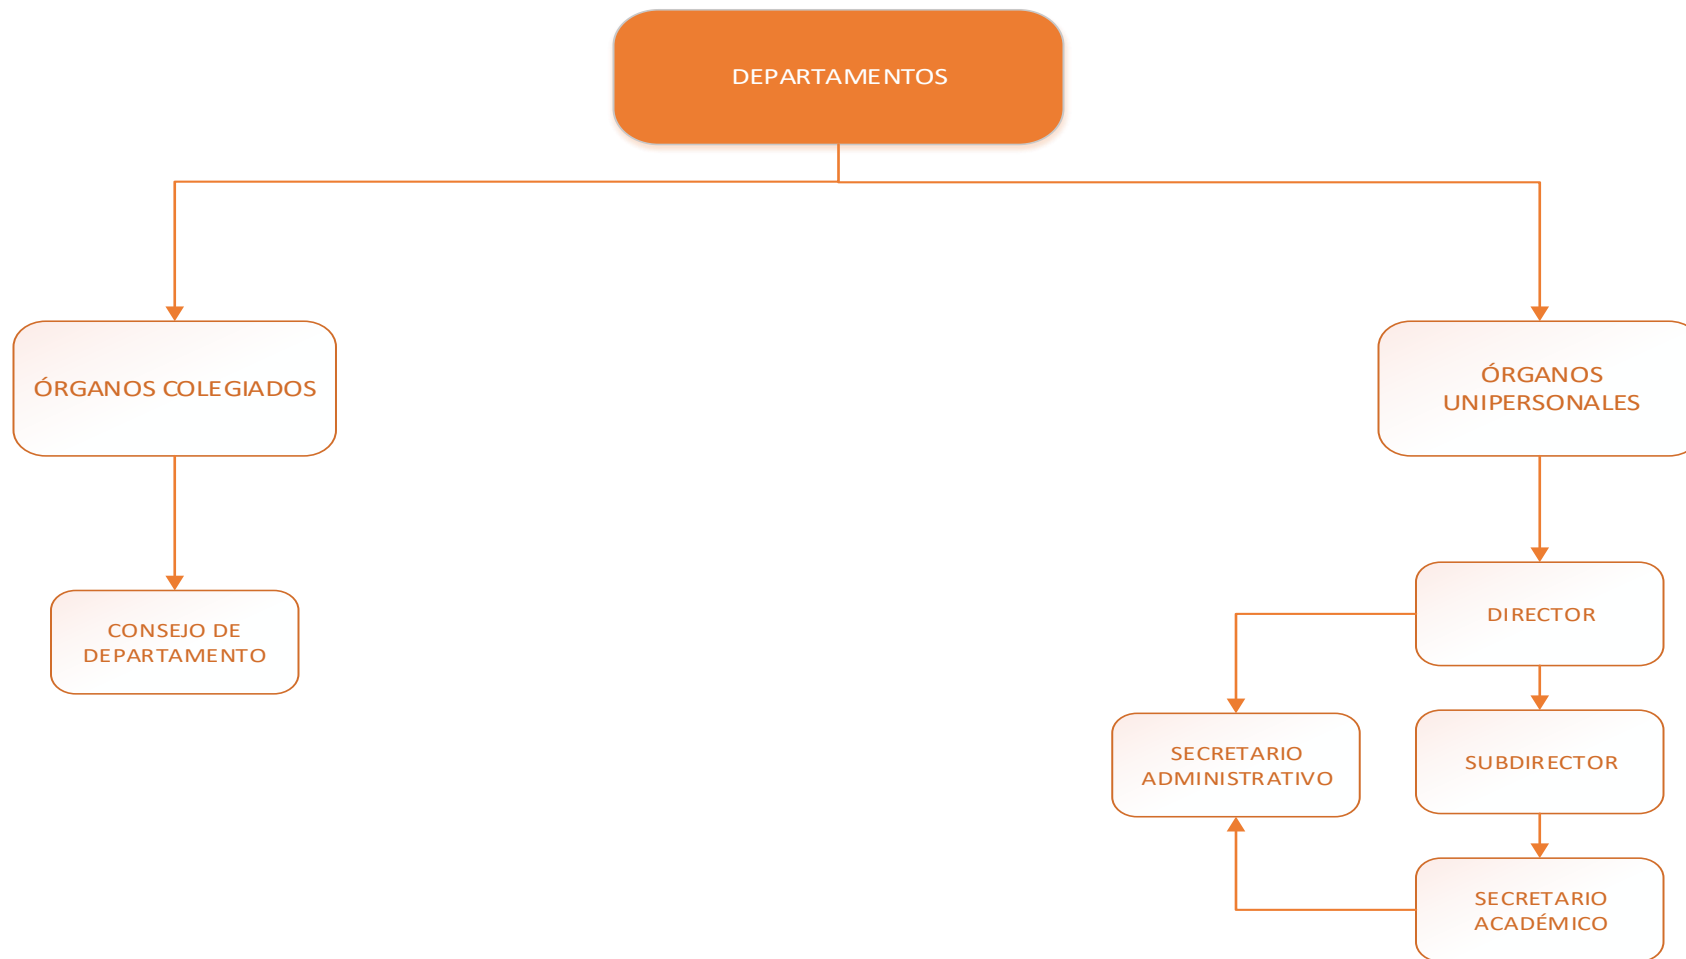 DEPARTAMENTOS
ÓRGANOS COLEGIADOS
ÓRGANOS
UNIPERSONALES
CONSEJO DE
DEPARTAMENTO
DIRECTOR
SECRETARIO
ADMINISTRATIVO
SUBDIRECTOR
SECRETARIO
ACADÉMICO